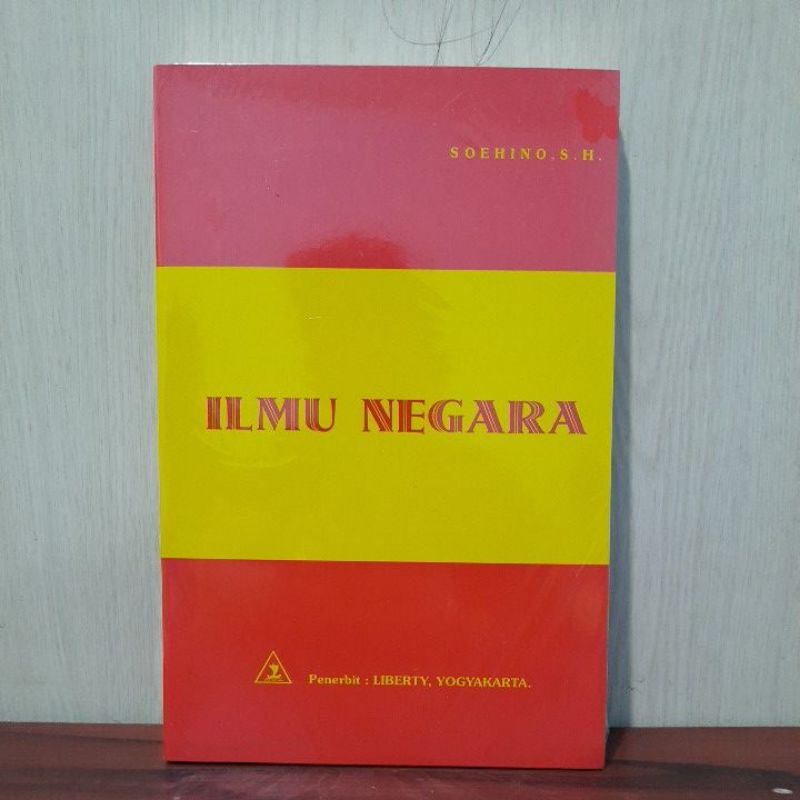 SOEHINO.S.H.
ILMU NEGARA
Penerbit : LIBERTY, YOGYAKARTA.